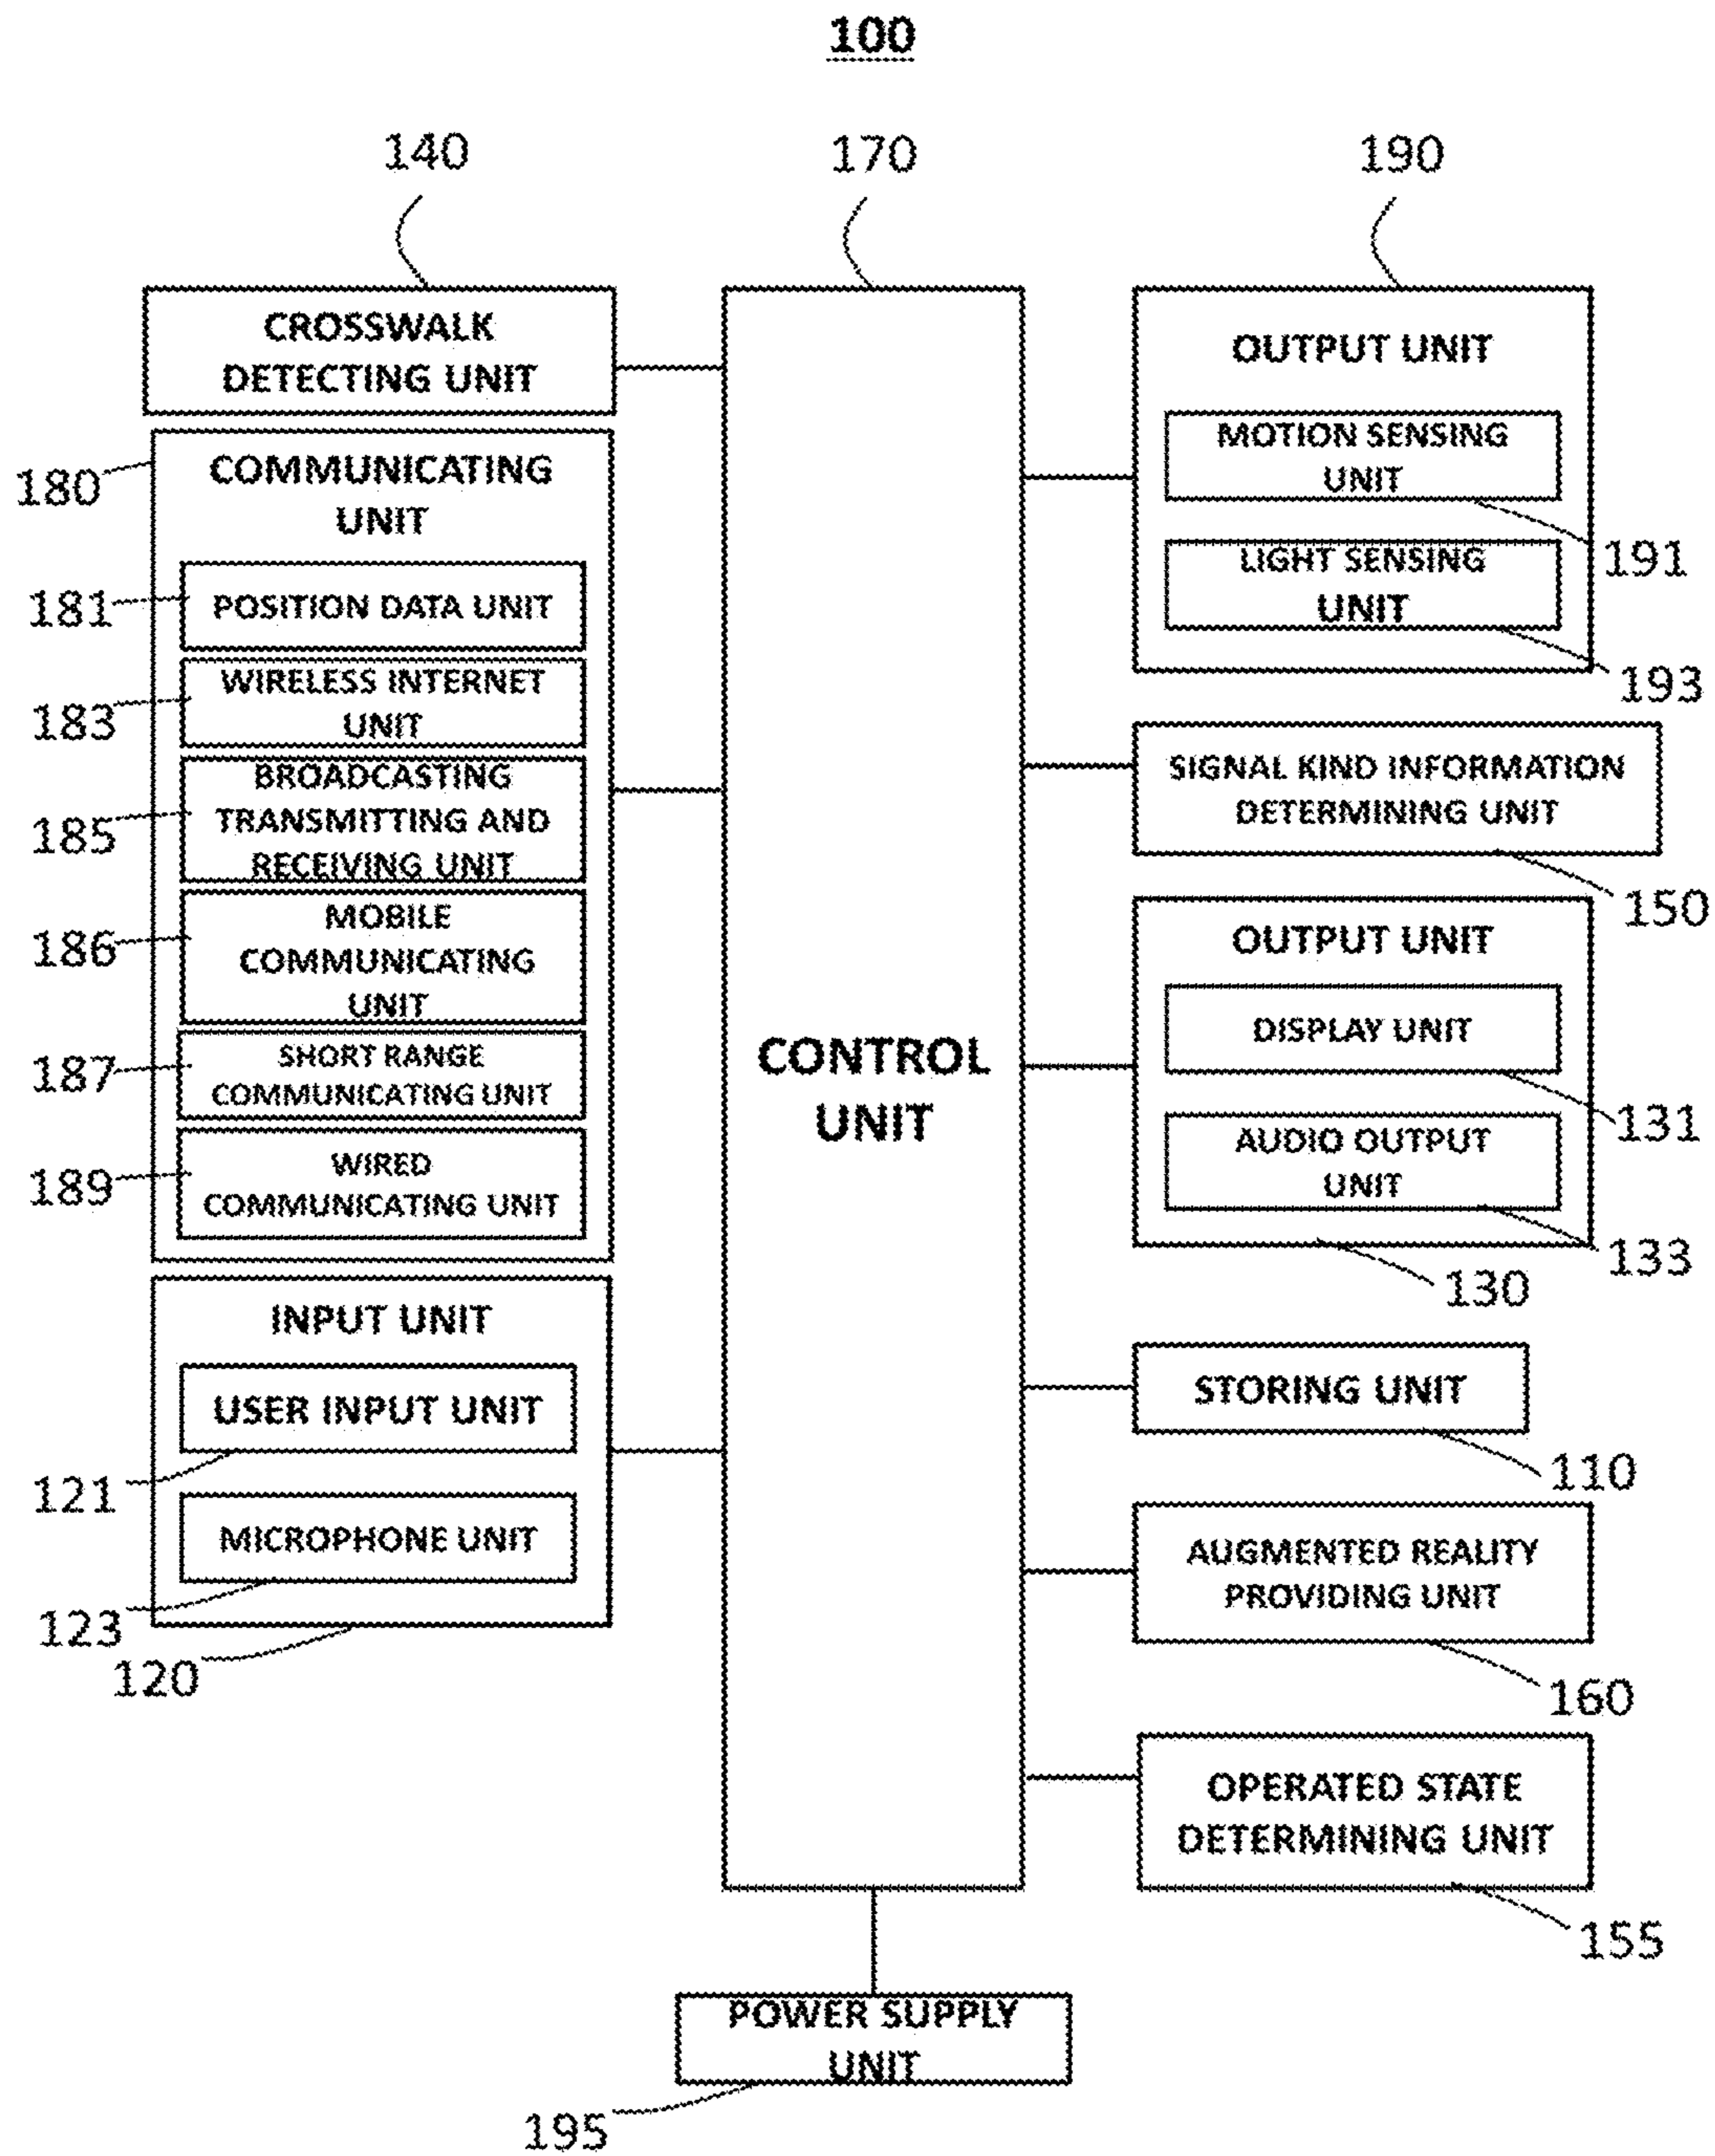 100
140
170
190
CROSSWALK
DETECTING UNIT
180
COMMUNICATING
UNIT
181
POSITION DATA UNIT
183
WIRELESS INTERNET
UNIT
185
BROADCASTING
TRANSMITTING AND
RECEIVING UNIT
186
MOBILE
COMMUNICATING
UNIT
187
SHORT RANGE
COMMUNICATING UNIT
189
WIRED
COMMUNICATING UNIT
INPUT UNIT
USER INPUT UNIT
121
MICROPHONE UNIT
123
120
CONTROL
UNIT
OUTPUT UNIT
MOTION SENSING
UNIT
191
LIGHT SENSING
UNIT
193
SIGNAL KIND INFORMATION
DETERMINING UNIT
150
OUTPUT UNIT
DISPLAY UNIT
131
AUDIO OUTPUT
UNIT
133
130
STORING UNIT
110
AUGMENTED REALITY
PROVIDING UNIT
160
OPERATED STATE
DETERMINING UNIT
155
POWER SUPPLY
UNIT
195